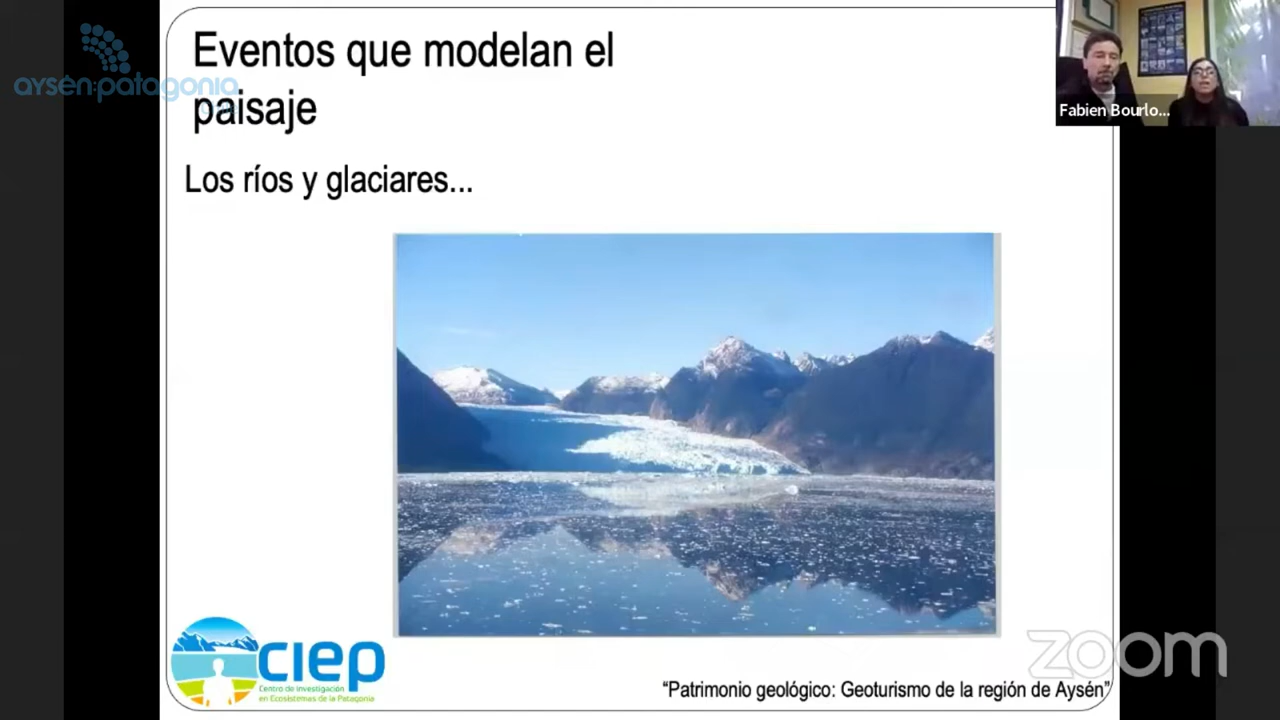 Eventos que modelan el
paisaje
Los ríos y glaciares...
aysén:patagonia
Fabien Bourlo...
CIEP
Centro de Investigación
en Ecosistemas de la Patagonia
"Patrimonio geológico: Geoturismo de la región de Aysén"
zoom